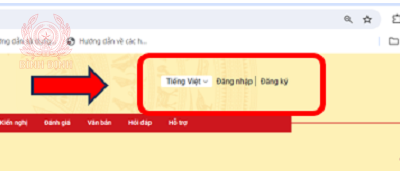 Hướng dẫn về các h...
Tiếng Việt Đăng nhập | Đăng ký
Kiến nghị Đánh giá Văn bản Hỏi đáp Hỗ trợ